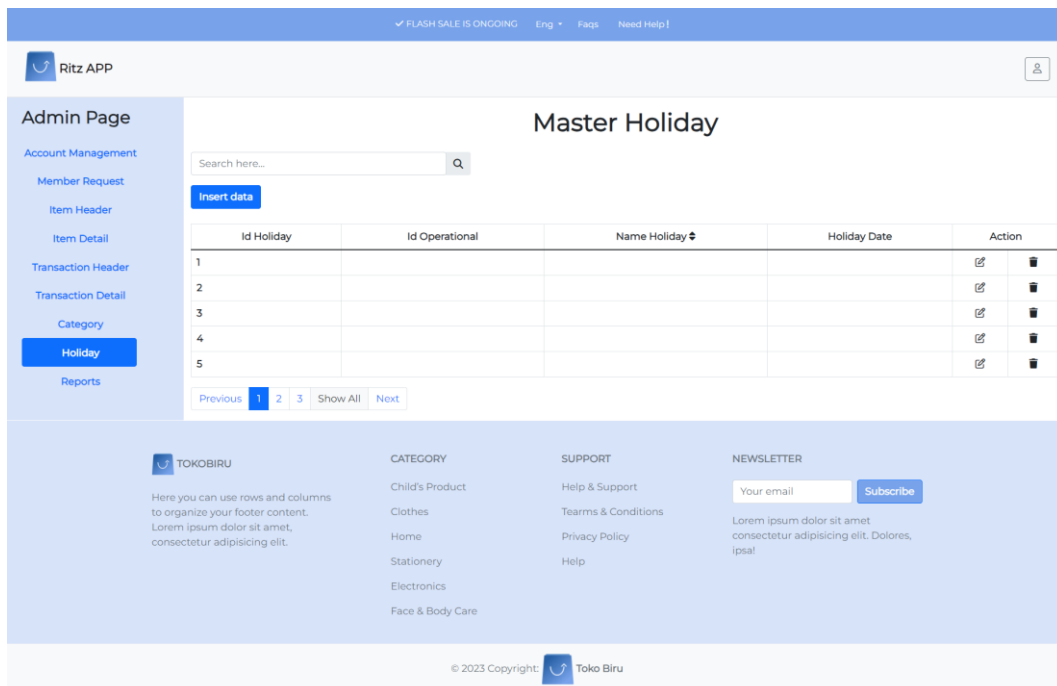 FLASH SALE IS ONGOING Eng Faqs Need Help!
Ritz APP
Admin Page
Account Management
Member Request
Item Header
Item Detail
Transaction Header
Transaction Detail
Category
Holiday
Reports
Master Holiday
Search here...
Insert data
Id Holiday Id Operational Name Holiday Holiday Date Action
1
2
3
4
5
Previous 1 2 3 Show All Next
TOKOBIRU
Here you can use rows and columns
to organize your footer content.
Lorem ipsum dolor sit amet,
consectetur adipisicing elit.
CATEGORY
Child's Product
Clothes
Home
Stationery
Electronics
Face & Body Care
SUPPORT
Help & Support
Tearms & Conditions
Privacy Policy
Help
NEWSLETTER
Your email Subscribe
Lorem ipsum dolor sit amet
consectetur adipisicing elit. Dolores,
ipsa!
© 2023 Copyright: Toko Biru